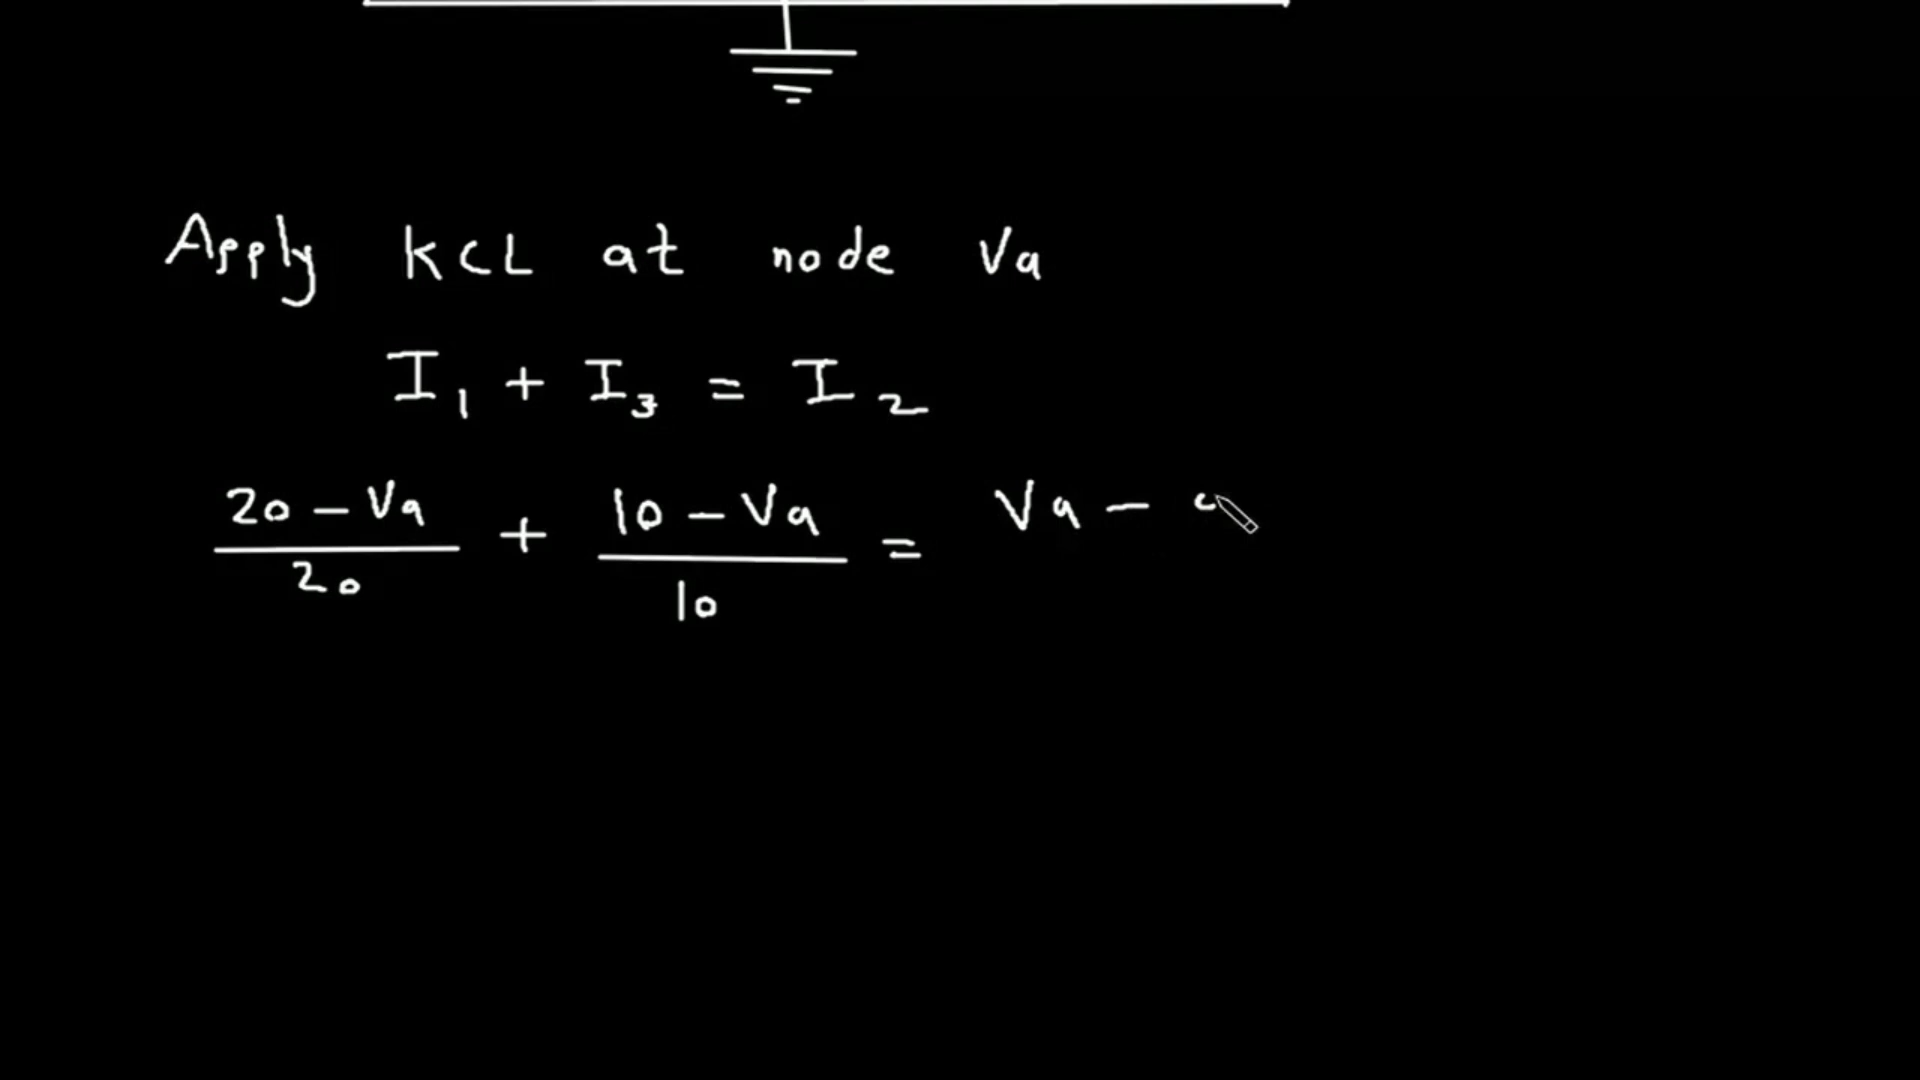 Apply KCL at node Va
I₁ + I₃ = I₂
20 - Va / 20 + 10 - Va / 10 = Va -